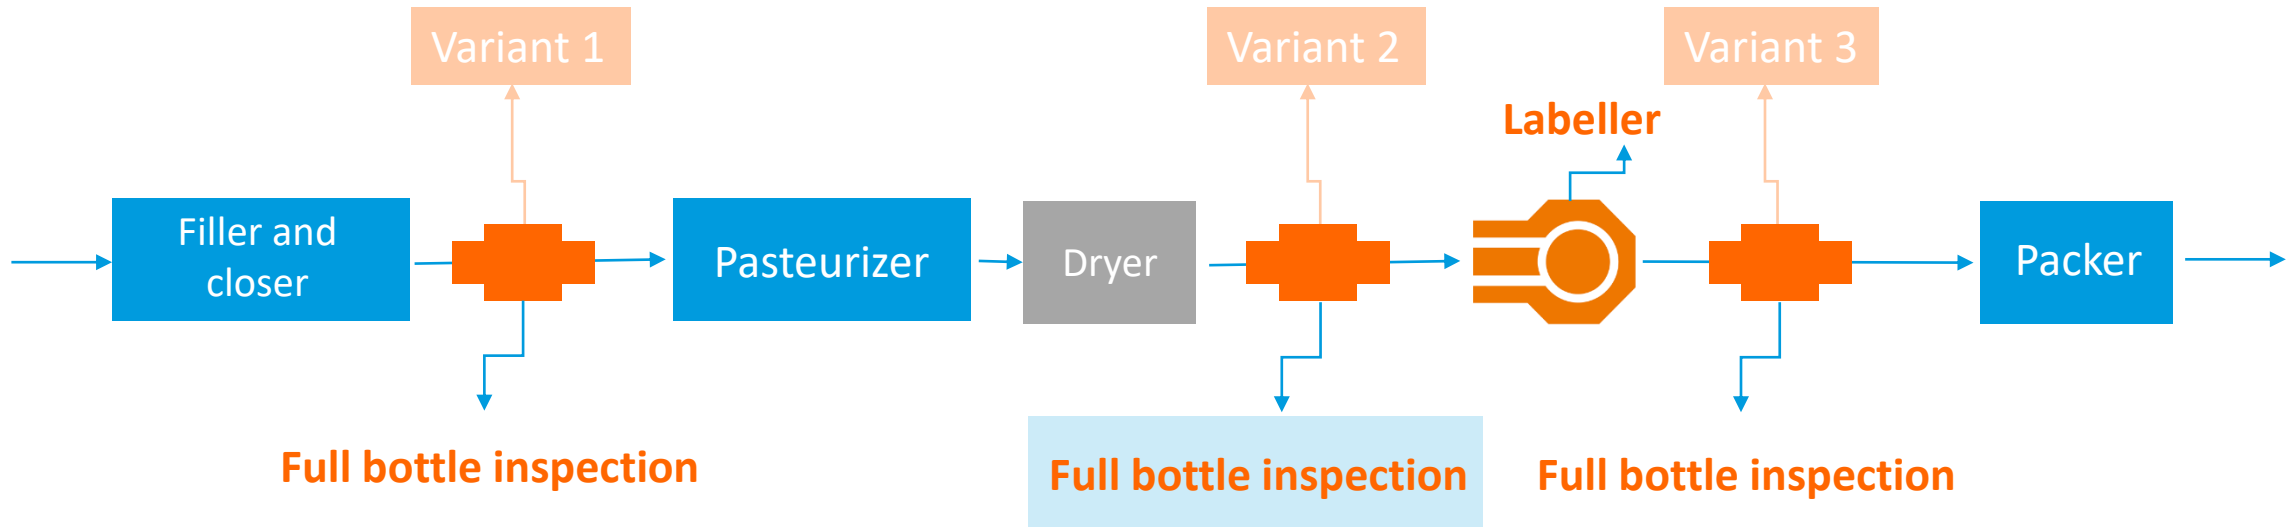 Variant 1
Variant 2
Variant 3
Labeller
Filler and
closer
Pasteurizer
Dryer
Packer
Full bottle inspection
Full bottle inspection
Full bottle inspection